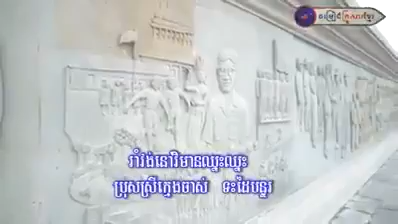 រាំរង់នៅវិមានឈ្នះឈ្នះ
ប្រុសស្រីក្មេងចាស់ ទះដៃបន្ទរ